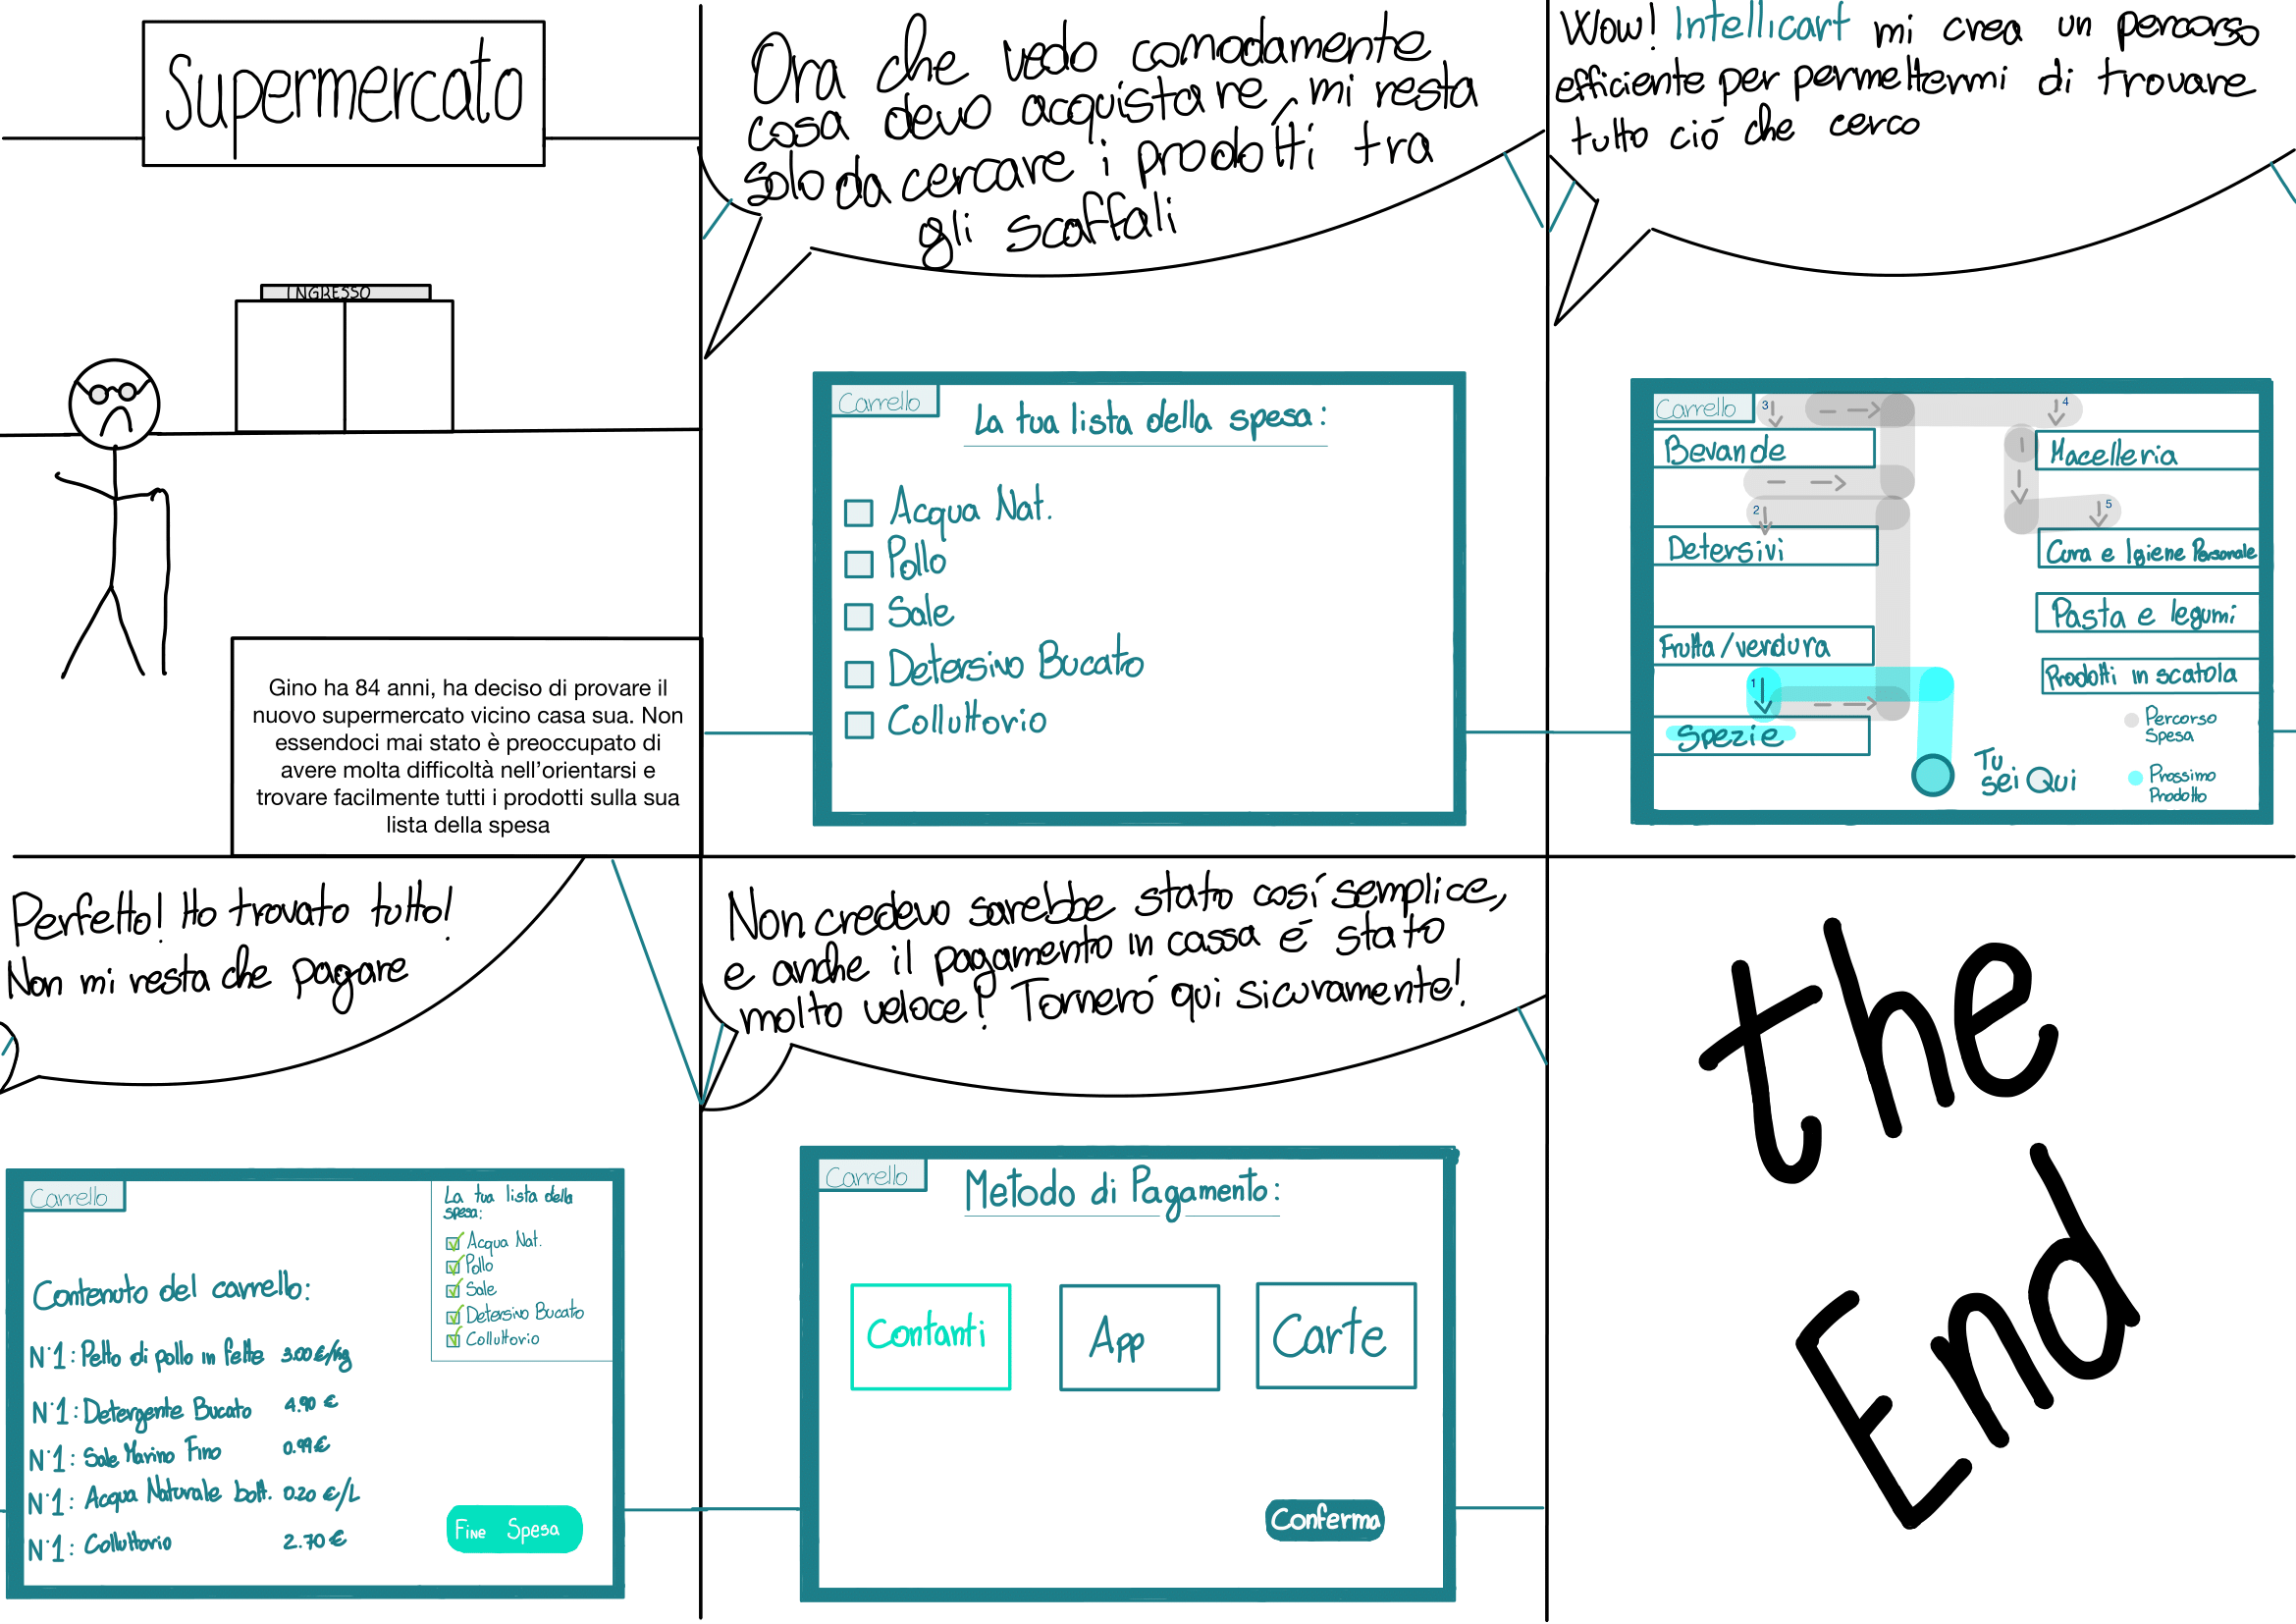 Supermercato
INGRESSO
Gino ha 84 anni, ha deciso di provare il
nuovo supermercato vicino casa sua. Non
essendoci mai stato è preoccupato di
avere molta difficoltà nell'orientarsi e
trovare facilmente tutti i prodotti sulla sua
lista della spesa
Ora che vedo comodamente
cosa devo acquistare, mi resta
solo da cercare i prodotti tra
gli scaffali
Carrello
La tua lista della spesa:
Acqua Nat.
Pollo
Sale
Detersivo Bucato
Colluttorio
Wow! Intellicart mi crea un percorso
efficiente per permettermi di trovare
tutto ció che cerco
Carrello
3
4
Bevande
Macelleria
2
5
Detersivi
Cura e Igiene Personale
Pasta e legumi
Frutta/verdura
Prodotti in scatola
1
Spezie
Percorso
Spesa
Tu
sei Qui
Prossimo
Prodotto
Perfetto! Ho trovato tutto!
Non mi resta che pagare
Carrello
La tua lista della
spesa:
Acqua Nat.
Pollo
Sale
Detersivo Bucato
Colluttorio
Contenuto del carrello:
N°1: Petto di pollo in fette 3.00€/kg
N°1: Detergente Bucato 4.90 €
N°1: Sale Marino Fino 0.99€
N°1: Acqua Naturale bott. 0.20 €/L
N°1: Colluttorio 2.70€
Fine Spesa
Non credevo sarebbe stato cosí semplice,
e anche il pagamento in cassa é stato
molto veloce! Torneró qui sicuramente!
Carrello
Metodo di Pagamento:
Contanti
App
Carte
Conferma
the
End